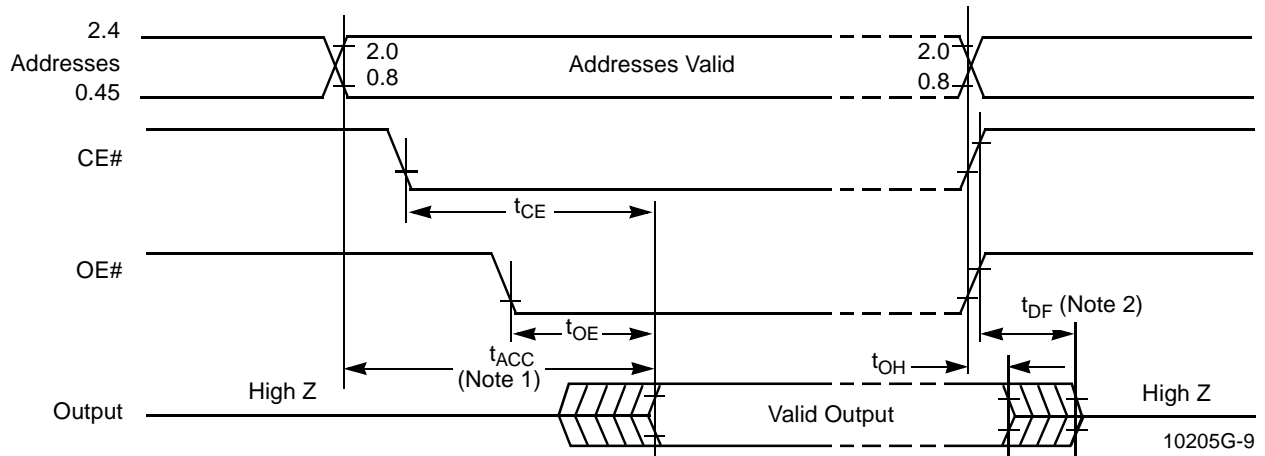 2.4
Addresses
0.45
2.0
0.8
Addresses Valid
2.0
0.8
CE#
tCE
OE#
tOE
tDF (Note 2)
tACC
(Note 1)
tOH
Output
High Z
Valid Output
High Z
10205G-9